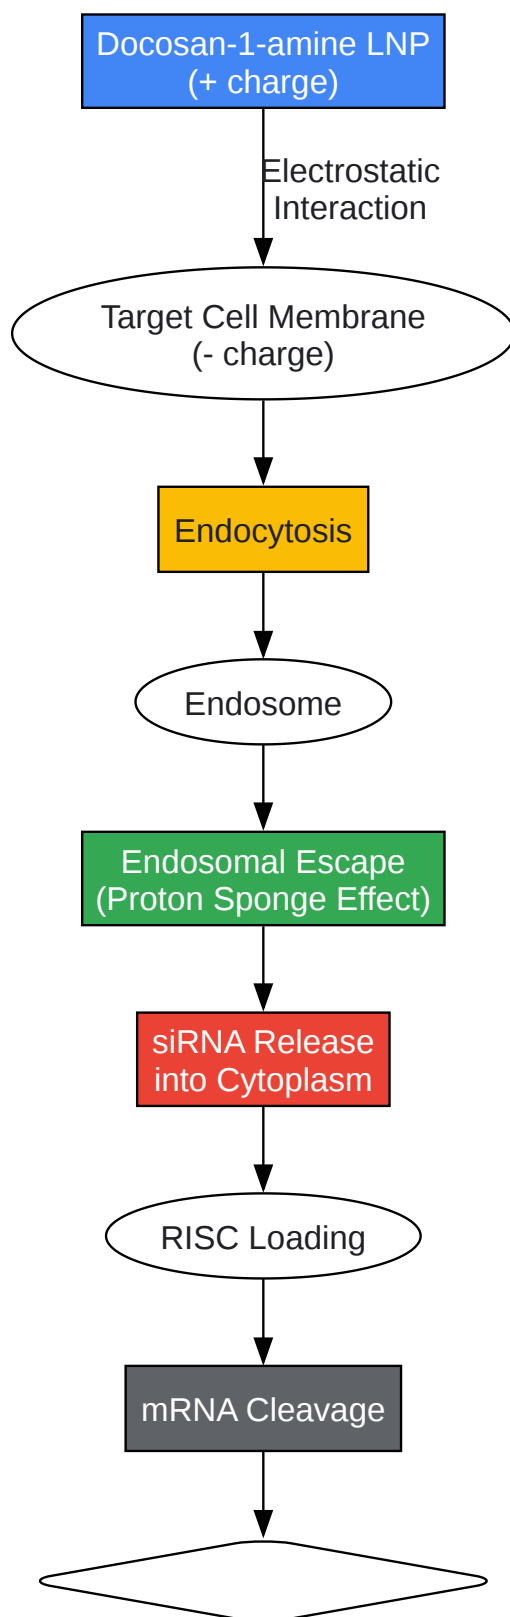 Docosan-1-amine LNP
(+ charge)
Electrostatic
Interaction
Target Cell Membrane
(- charge)
Endocytosis
Endosome
Endosomal Escape
(Proton Sponge Effect)
siRNA Release
into Cytoplasm
RISC Loading
mRNA Cleavage